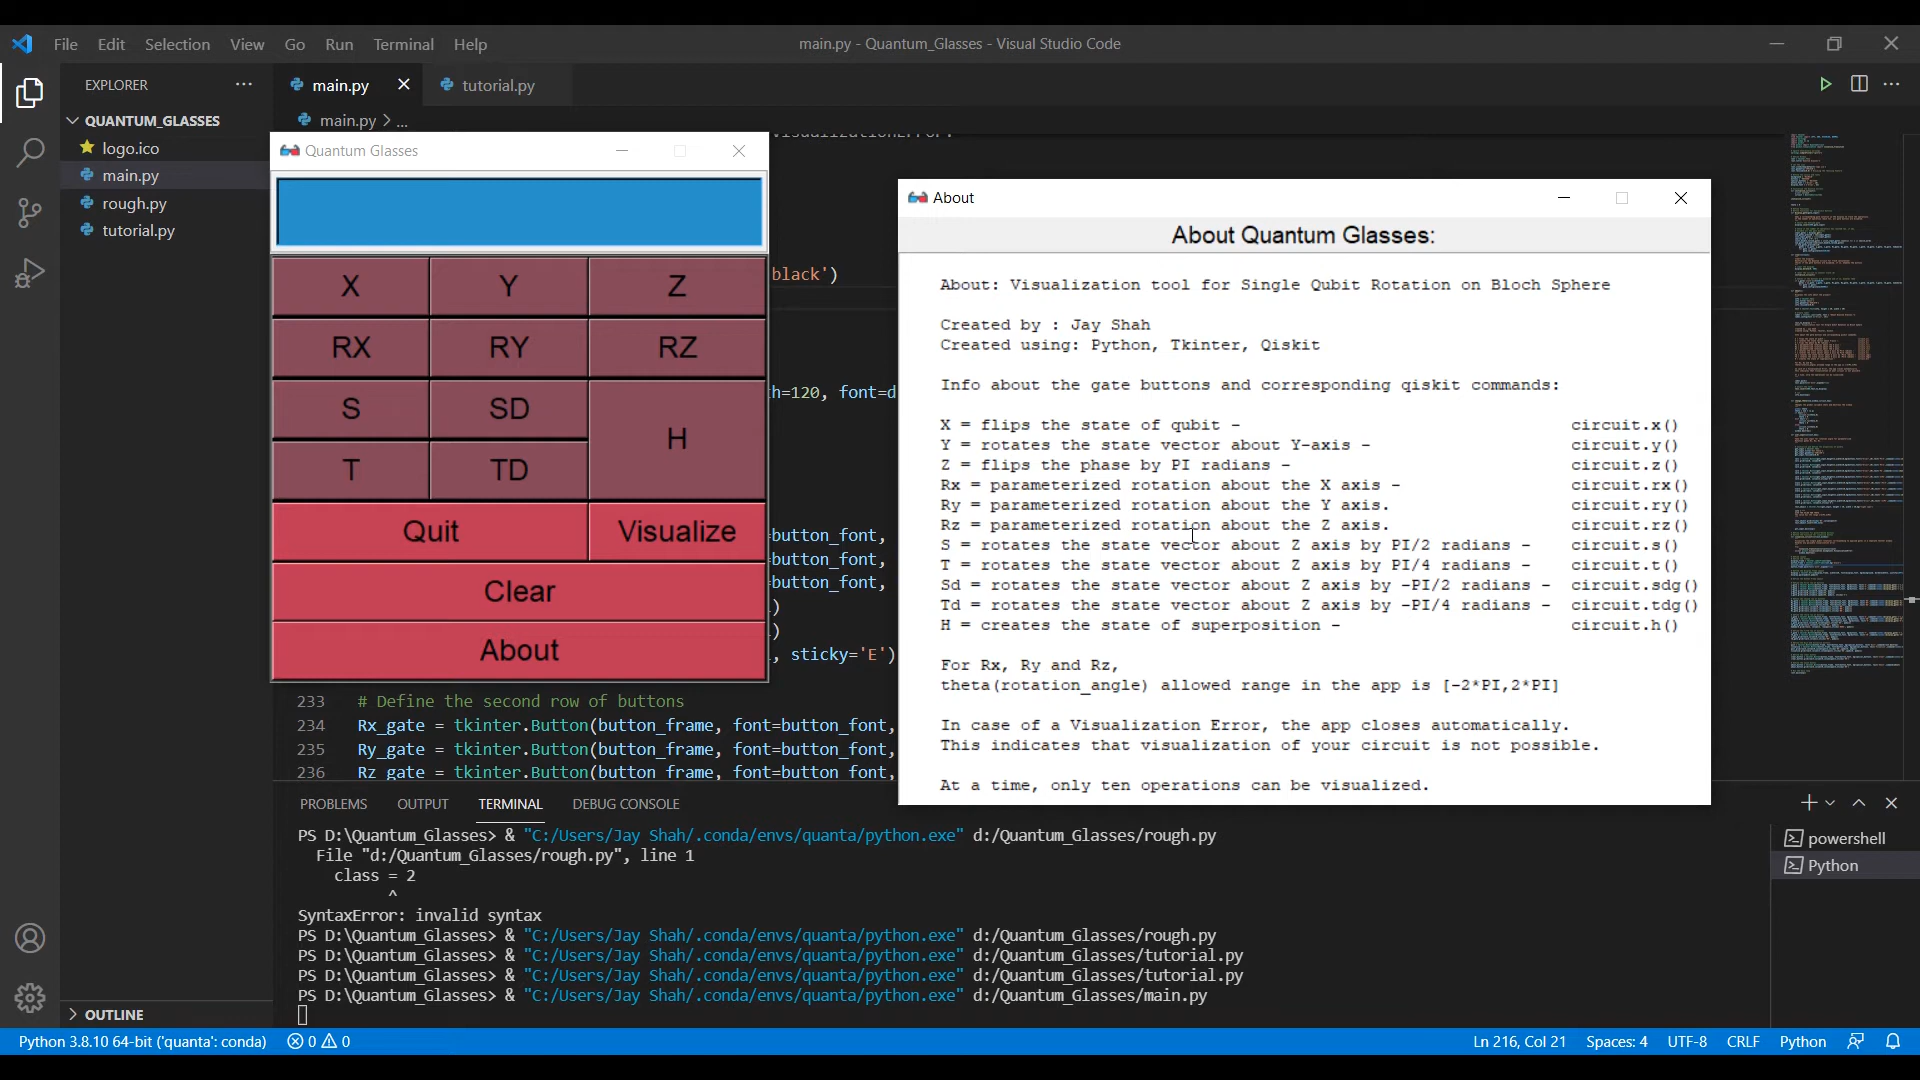 File Edit Selection View Go Run Terminal Help
main.py - Quantum_Glasses - Visual Studio Code
EXPLORER
QUANTUM_GLASSES
logo.ico
main.py
rough.py
tutorial.py
OUTLINE
main.py
tutorial.py
main.py > ...
Quantum Glasses
X Y Z
RX RY RZ
S SD H
T TD
Quit Visualize
Clear
About
black')
h=120, font=d
=button_font,
=button_font,
=button_font,
, sticky='E')
233 # Define the second row of buttons
234 Rx_gate = tkinter.Button(button_frame, font=button_font,
235 Ry_gate = tkinter.Button(button_frame, font=button_font,
236 Rz_gate = tkinter.Button(button_frame, font=button_font,
About
About Quantum Glasses:
About: Visualization tool for Single Qubit Rotation on Bloch Sphere
Created by : Jay Shah
Created using: Python, Tkinter, Qiskit
Info about the gate buttons and corresponding qiskit commands:
X = flips the state of qubit - circuit.x()
Y = rotates the state vector about Y-axis - circuit.y()
Z = flips the phase by PI radians - circuit.z()
Rx = parameterized rotation about the X axis - circuit.rx()
Ry = parameterized rotation about the Y axis. circuit.ry()
Rz = parameterized rotation about the Z axis. circuit.rz()
S = rotates the state vector about Z axis by PI/2 radians - circuit.s()
T = rotates the state vector about Z axis by PI/4 radians - circuit.t()
Sd = rotates the state vector about Z axis by -PI/2 radians - circuit.sdg()
Td = rotates the state vector about Z axis by -PI/4 radians - circuit.tdg()
H = creates the state of superposition - circuit.h()
For Rx, Ry and Rz,
theta(rotation_angle) allowed range in the app is [-2*PI,2*PI]
In case of a Visualization Error, the app closes automatically.
This indicates that visualization of your circuit is not possible.
At a time, only ten operations can be visualized.
PROBLEMS OUTPUT TERMINAL DEBUG CONSOLE
PS D:\Quantum_Glasses> & "C:/Users/Jay Shah/.conda/envs/quanta/python.exe" d:/Quantum_Glasses/rough.py
File "d:/Quantum_Glasses/rough.py", line 1
class = 2
^
SyntaxError: invalid syntax
PS D:\Quantum_Glasses> & "C:/Users/Jay Shah/.conda/envs/quanta/python.exe" d:/Quantum_Glasses/rough.py
PS D:\Quantum_Glasses> & "C:/Users/Jay Shah/.conda/envs/quanta/python.exe" d:/Quantum_Glasses/tutorial.py
PS D:\Quantum_Glasses> & "C:/Users/Jay Shah/.conda/envs/quanta/python.exe" d:/Quantum_Glasses/tutorial.py
PS D:\Quantum_Glasses> & "C:/Users/Jay Shah/.conda/envs/quanta/python.exe" d:/Quantum_Glasses/main.py
powershell
Python
Python 3.8.10 64-bit ('quanta': conda) 0 0
Ln 216, Col 21 Spaces: 4 UTF-8 CRLF Python